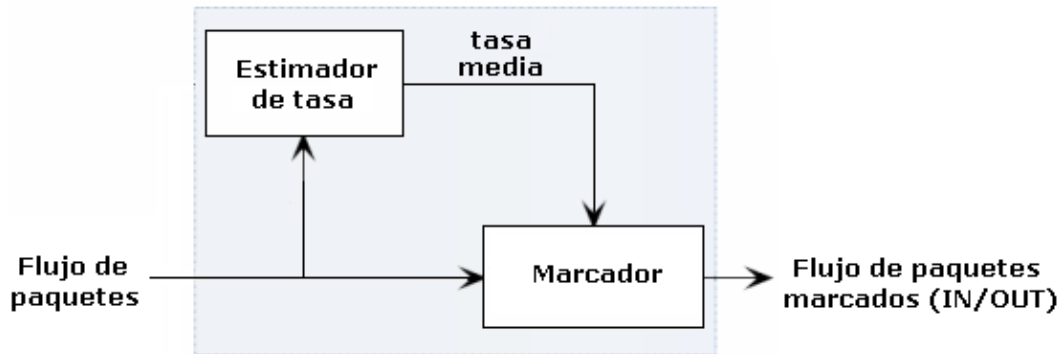 Estimador
de tasa
tasa
media
Flujo de
paquetes
Marcador
Flujo de paquetes
marcados (IN/OUT)